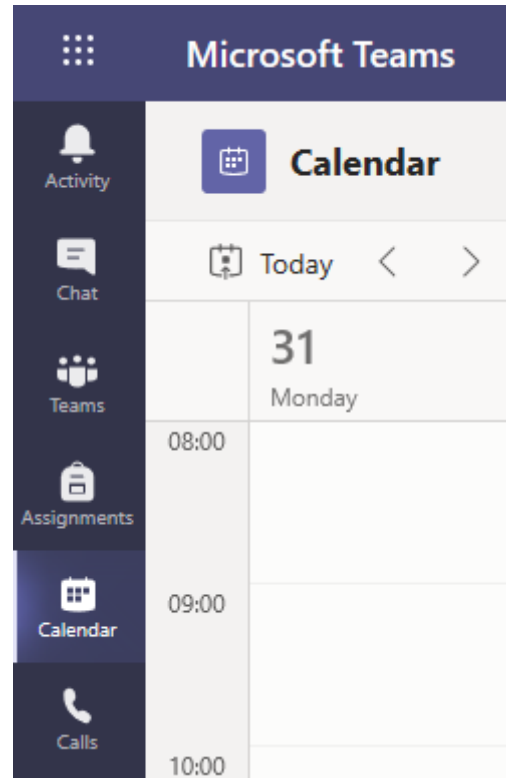 Microsoft Teams
Activity
Chat
Teams
Assignments
Calendar
Calls
Calendar
Today
31
Monday
08:00
09:00
10:00